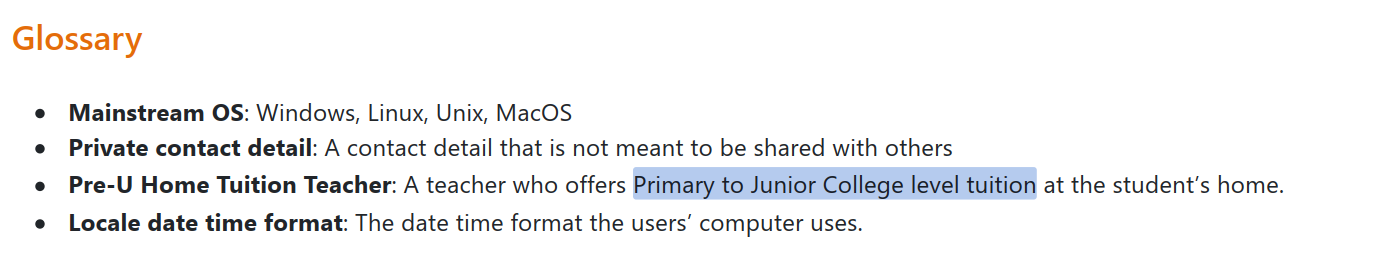 Glossary
Mainstream OS: Windows, Linux, Unix, MacOS
Private contact detail: A contact detail that is not meant to be shared with others
Pre-U Home Tuition Teacher: A teacher who offers Primary to Junior College level tuition at the student’s home.
Locale date time format: The date time format the users’ computer uses.